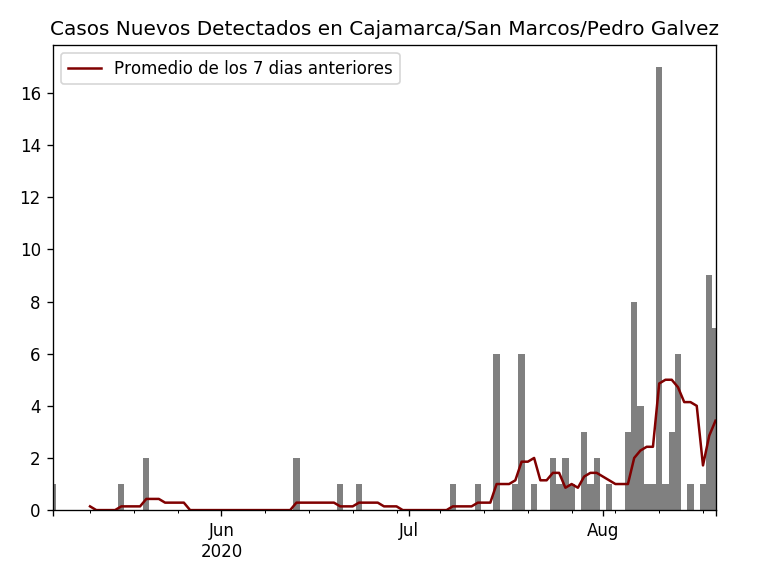 Casos Nuevos Detectados en Cajamarca/San Marcos/Pedro Galvez
Promedio de los 7 dias anteriores
16
14
12
10
8
6
4
2
0
Jun
2020
Jul
Aug